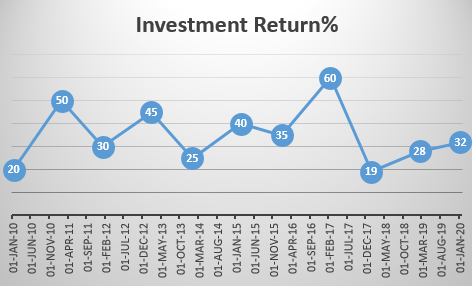 Investment Return%
20
50
30
45
25
40
35
60
19
28
32
01-JAN-10
01-JUN-10
01-NOV-10
01-APR-11
01-SEP-11
01-FEB-12
01-JUL-12
01-DEC-12
01-MAY-13
01-OCT-13
01-MAR-14
01-AUG-14
01-JAN-15
01-JUN-15
01-NOV-15
01-APR-16
01-SEP-16
01-FEB-17
01-JUL-17
01-DEC-17
01-MAY-18
01-OCT-18
01-MAR-19
01-AUG-19
01-JAN-20